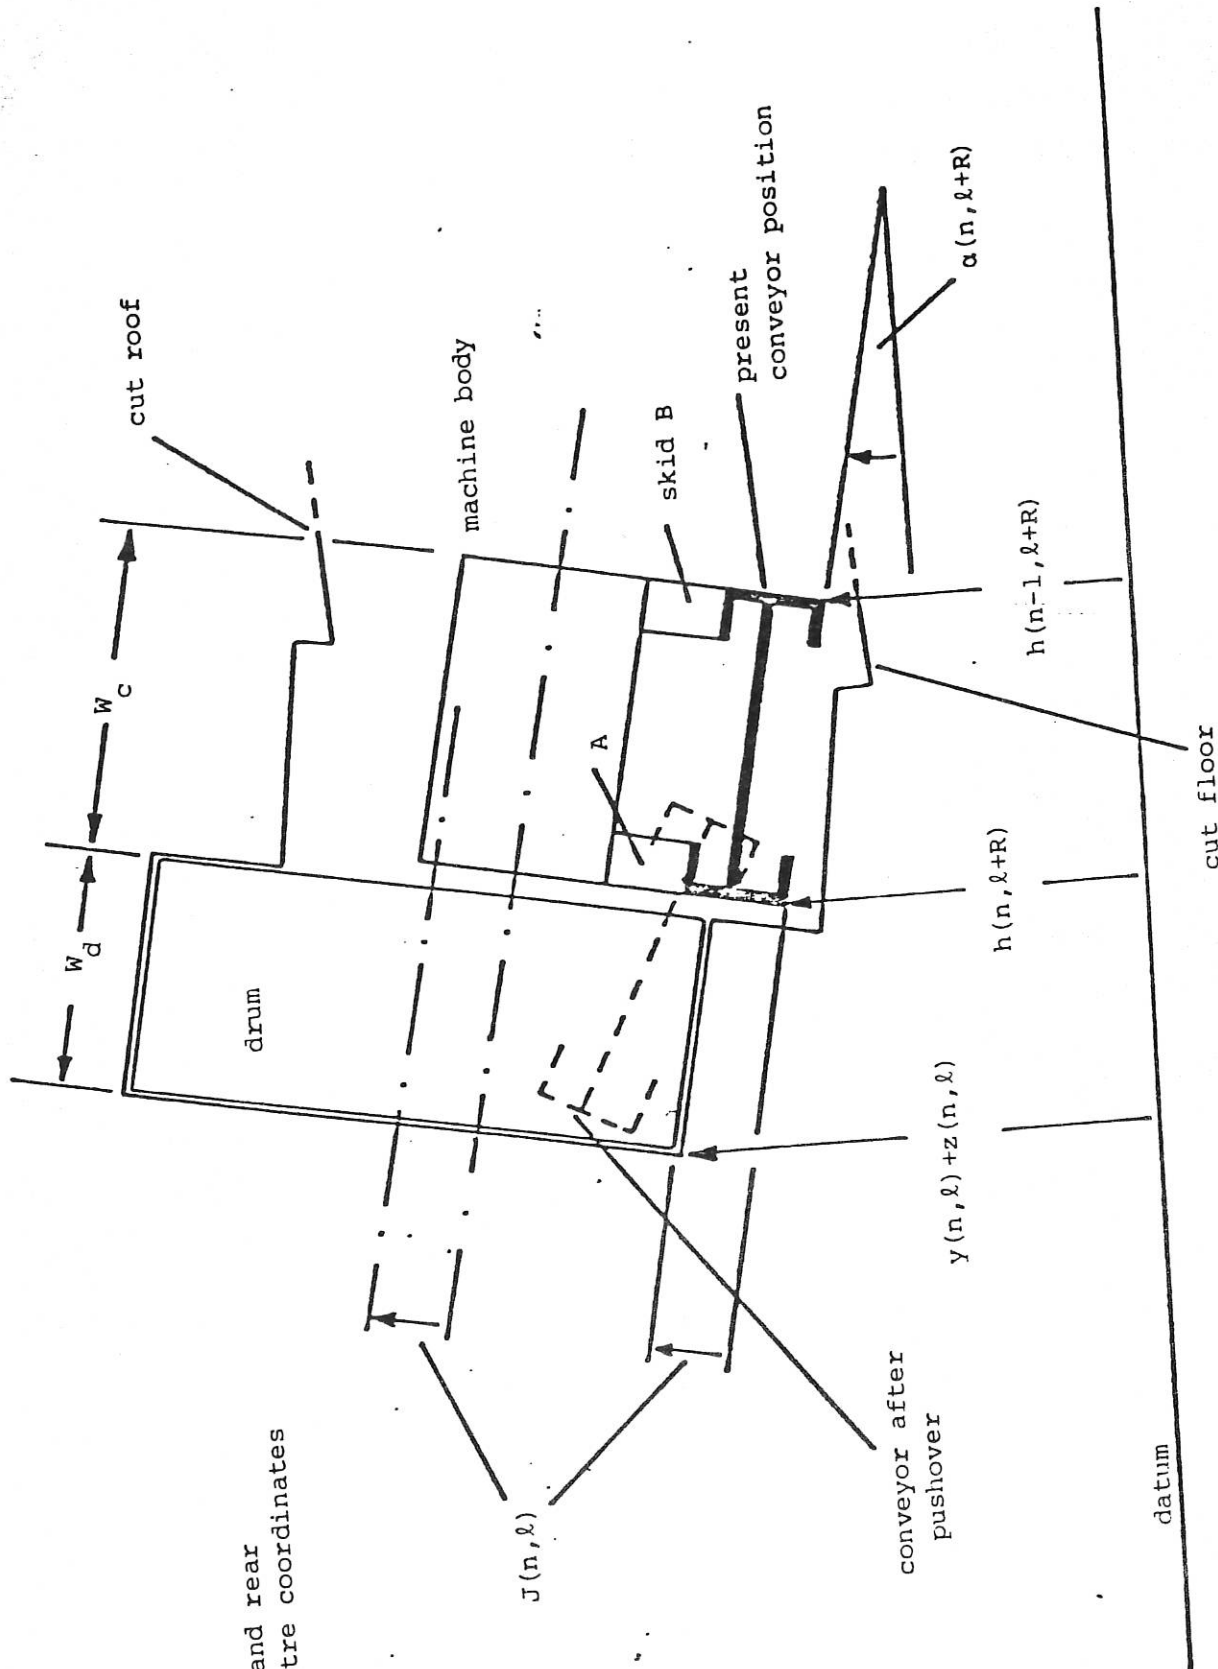 and rear
tre coordinates
cut roof
W_c
W_d
machine body
drum
skid B
A
present
conveyor position
α(n,ℓ+R)
h(n-1,ℓ+R)
h(n,ℓ+R)
y(n,ℓ)+z(n,ℓ)
J(n,ℓ)
conveyor after
pushover
cut floor
datum